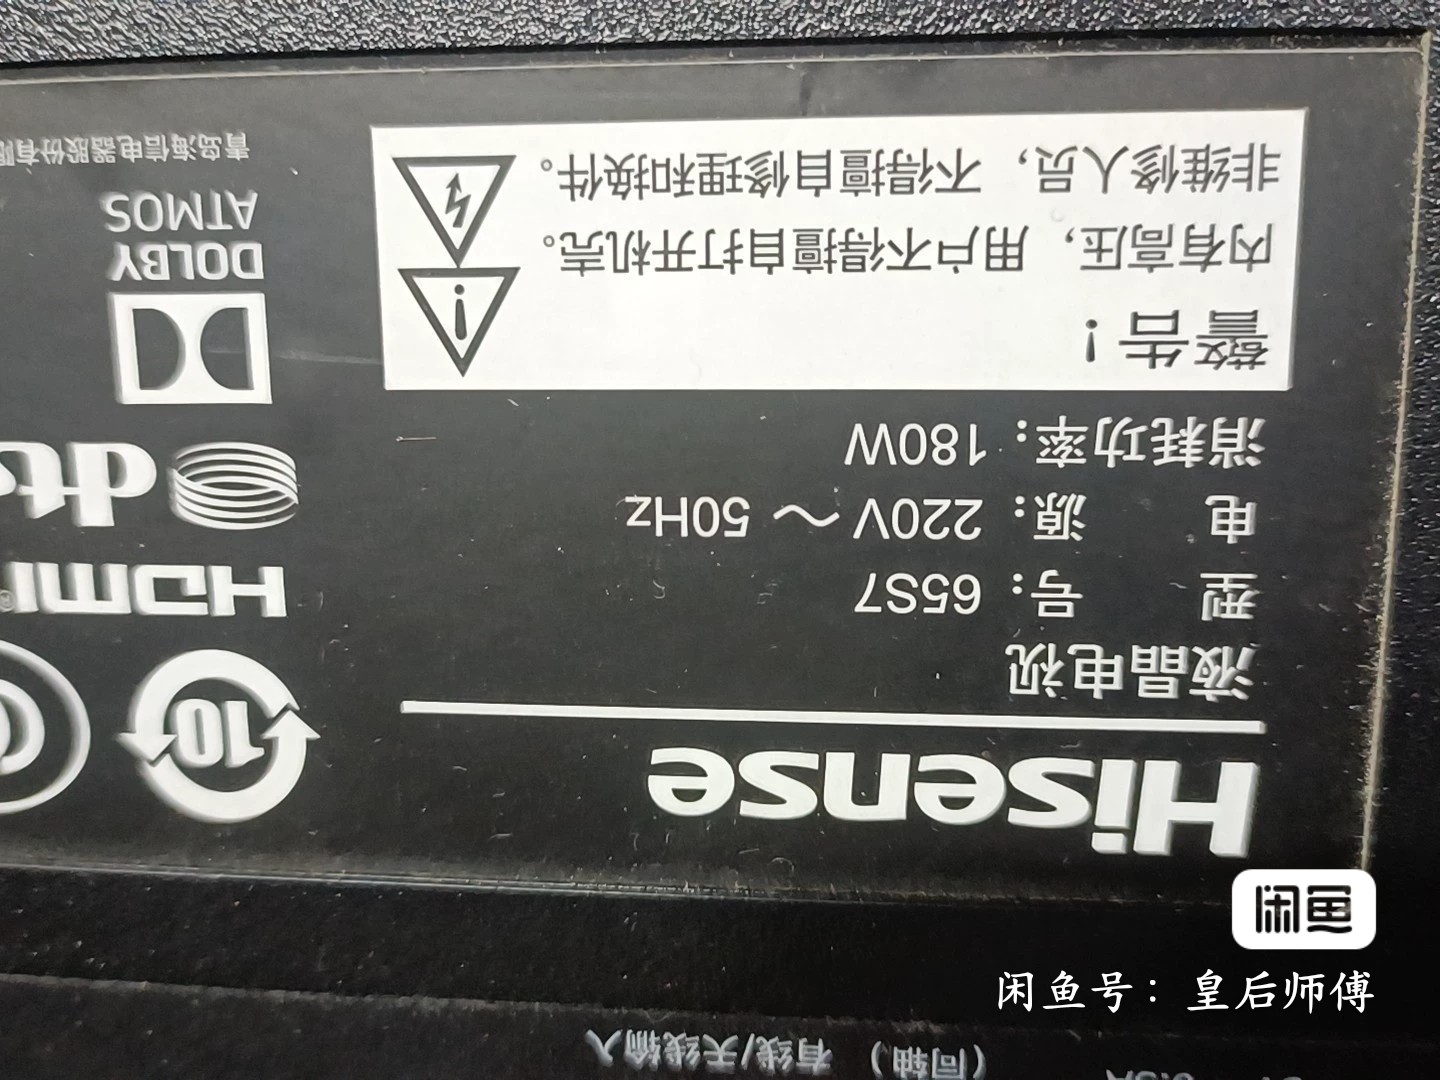 Hisense
液晶电视
型 号：65S7
电 源：220V ～ 50Hz
消耗功率：180W
警告！
内有高压，用户不得擅自打开机壳。
非维修人员，不得擅自修理和换件。
10
HDMI®
dts
DOLBY
ATMOS
青岛海信电器股份有限
(同轴) 有线/天线输入
闲鱼
闲鱼号：皇后师傅